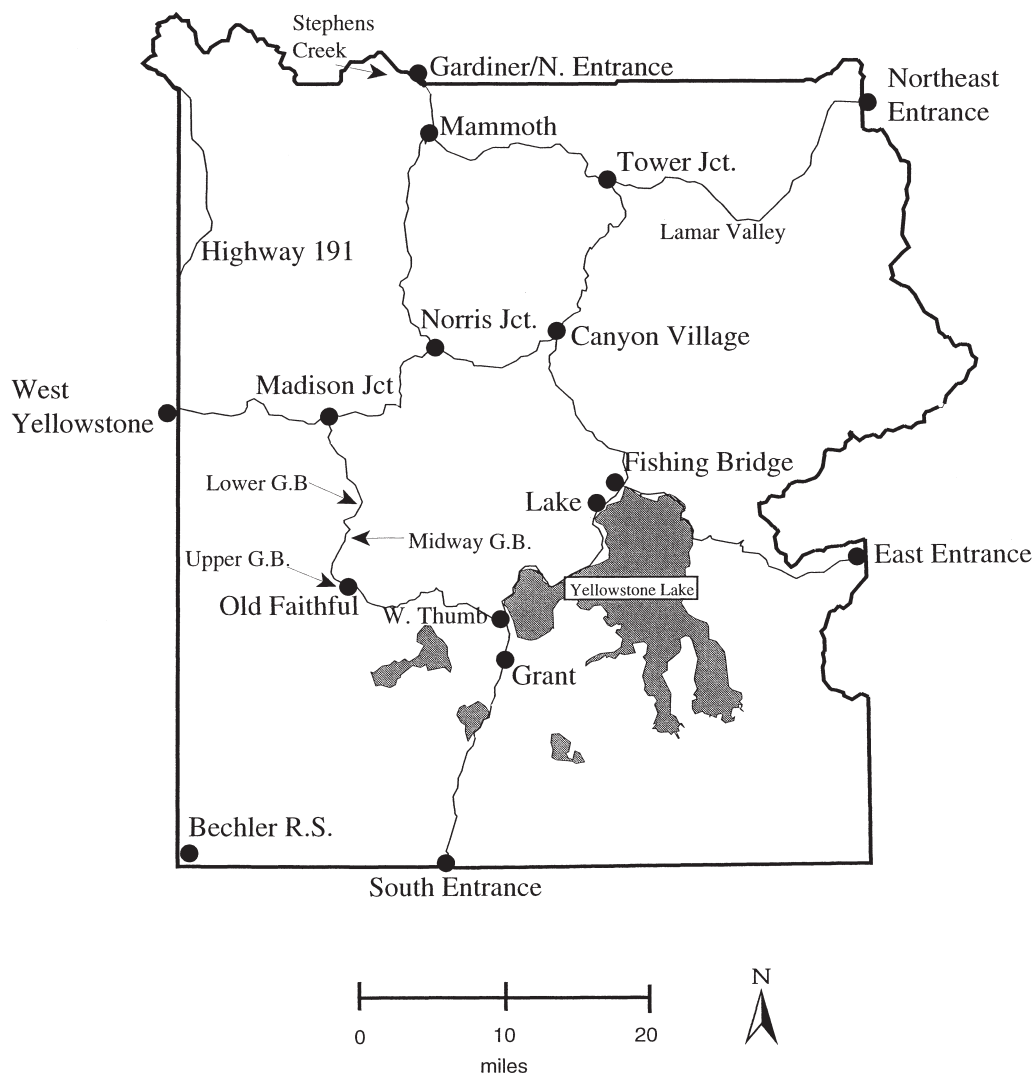 Stephens
Creek
Gardiner/N. Entrance
Northeast
Entrance
Mammoth
Tower Jct.
Lamar Valley
Highway 191
Norris Jct.
Canyon Village
Madison Jct
West
Yellowstone
Fishing Bridge
Lower G.B
Lake
Midway G.B.
East Entrance
Upper G.B.
Yellowstone Lake
Old Faithful
W. Thumb
Grant
Bechler R.S.
South Entrance
N
0 10 20
miles